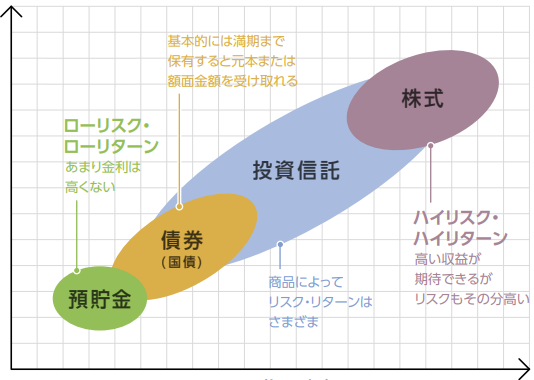 基本的には満期まで
保有すると元本または
額面金額を受け取れる
株式
ローリスク・
ローリターン
あまり金利は
高くない
投資信託
債券
(国債)
ハイリスク・
ハイリターン
高い収益が
期待できるが
リスクもその分高い
預貯金
商品によって
リスク・リターンは
さまざま